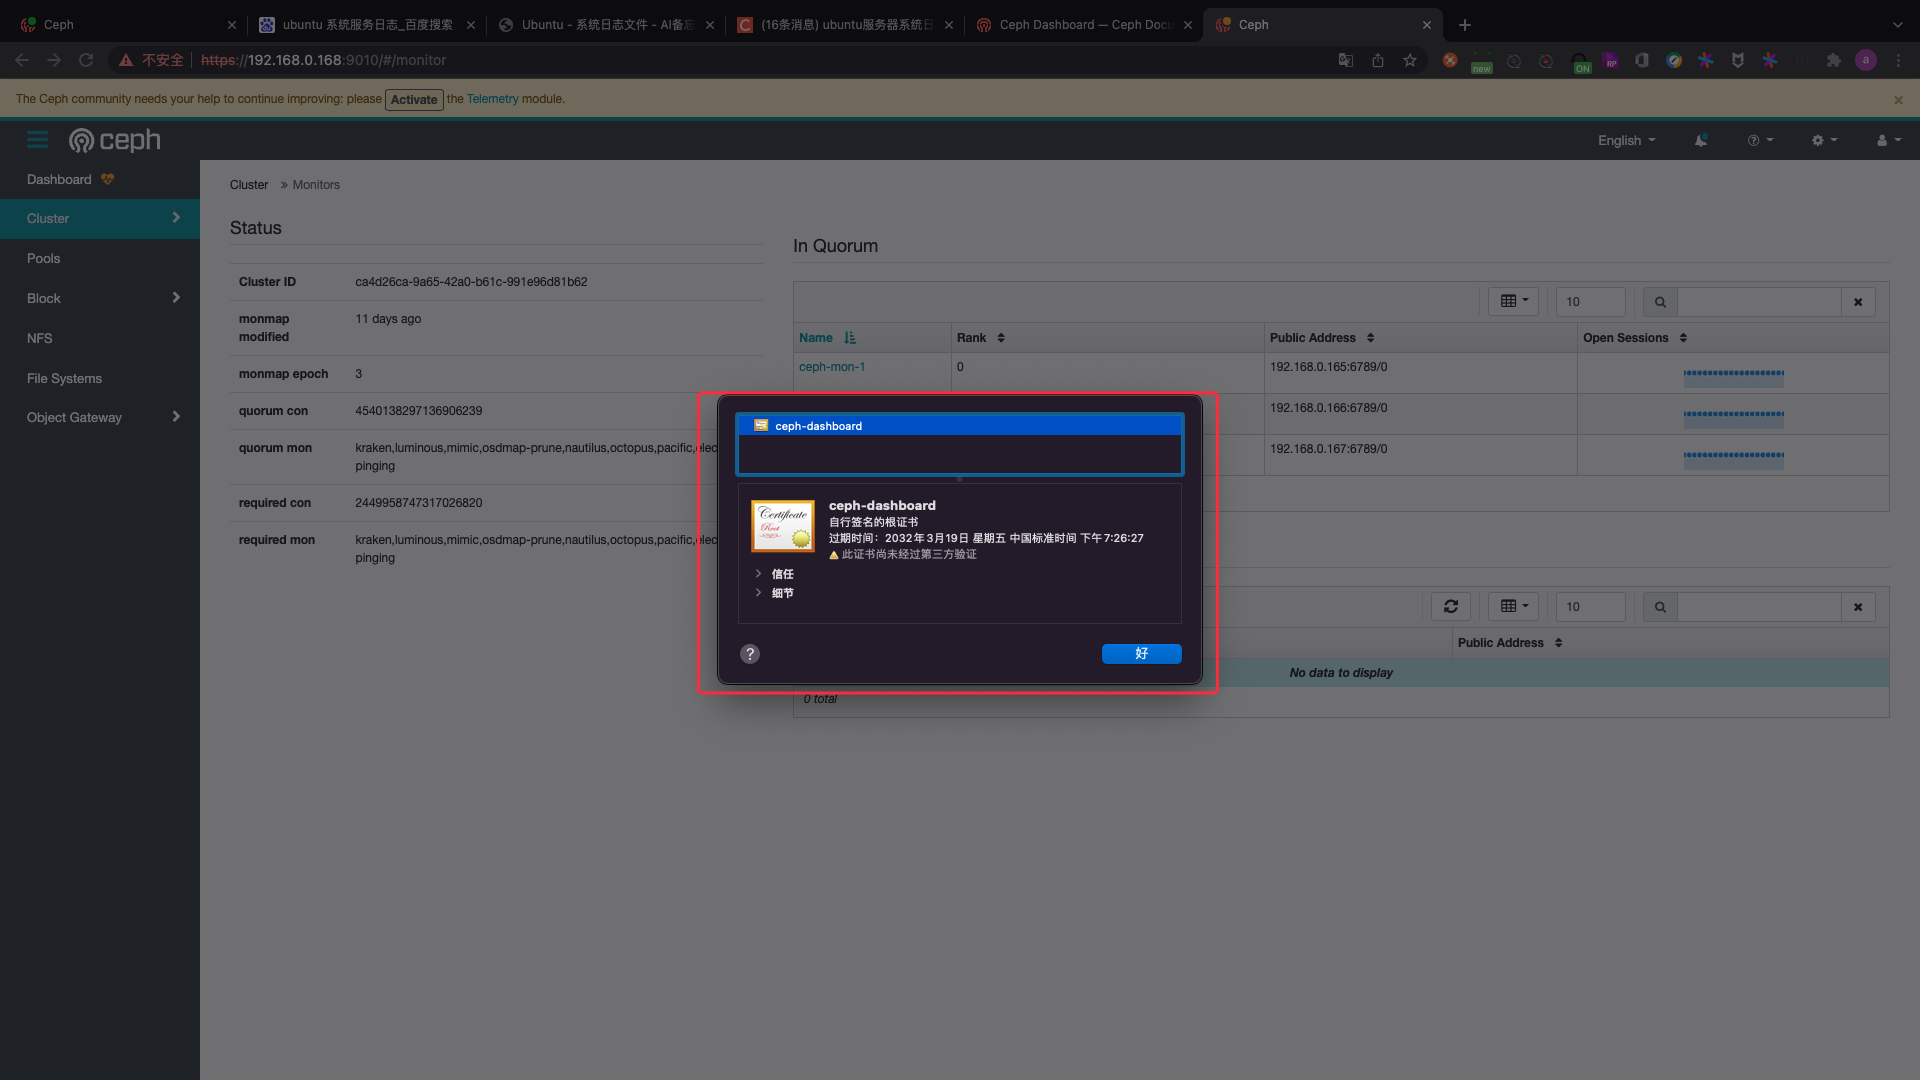 Ceph
ubuntu 系统服务日志_百度搜索
Ubuntu - 系统日志文件 - AI备忘
(16条消息) ubuntu服务器系统日
Ceph Dashboard — Ceph Docu
Ceph
不安全
https://192.168.0.168:9010/#/monitor
new
ON
RP
a
The Ceph community needs your help to continue improving: please Activate the Telemetry module.
ceph
English
Dashboard
Cluster
Pools
Block
NFS
File Systems
Object Gateway
Cluster » Monitors
Status
Cluster ID ca4d26ca-9a65-42a0-b61c-991e96d81b62
monmap modified 11 days ago
monmap epoch 3
quorum con 4540138297136906239
quorum mon kraken,luminous,mimic,osdmap-prune,nautilus,octopus,pacific,elec
pinging
required con 2449958747317026820
required mon kraken,luminous,mimic,osdmap-prune,nautilus,octopus,pacific,elec
pinging
In Quorum
10
Name Rank Public Address Open Sessions
ceph-mon-1 0 192.168.0.165:6789/0
192.168.0.166:6789/0
192.168.0.167:6789/0
ceph-dashboard
Certificate
Root
ceph-dashboard
自行签名的根证书
过期时间: 2032年3月19日 星期五 中国标准时间 下午7:26:27
此证书尚未经过第三方验证
信任
细节
?
好
10
Public Address
No data to display
0 total